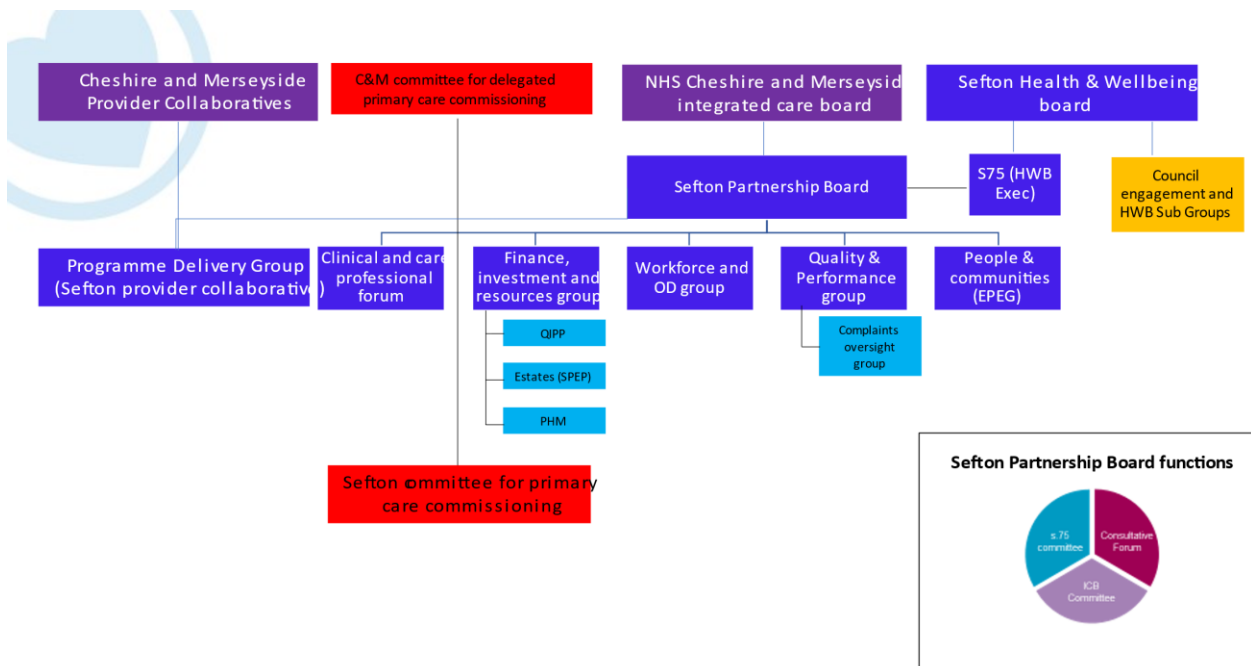 Cheshire and Merseyside
Provider Collaboratives
C&M committee for delegated
primary care commissioning
NHS Cheshire and Merseysid
integrated care board
Sefton Health & Wellbeing
board
Sefton Partnership Board
S75 (HWB
Exec)
Council
engagement and
HWB Sub Groups
Programme Delivery Group
(Sefton provider collaborative)
Clinical and care
professional
forum
Finance,
investment and
resources group
Workforce and
OD group
Quality &
Performance
group
People &
communities
(EPEG)
QIPP
Estates (SPEP)
PHM
Complaints
oversight
group
Sefton committee for primary
care commissioning
Sefton Partnership Board functions
s.75
committee
Consultative
Forum
ICB
Committee